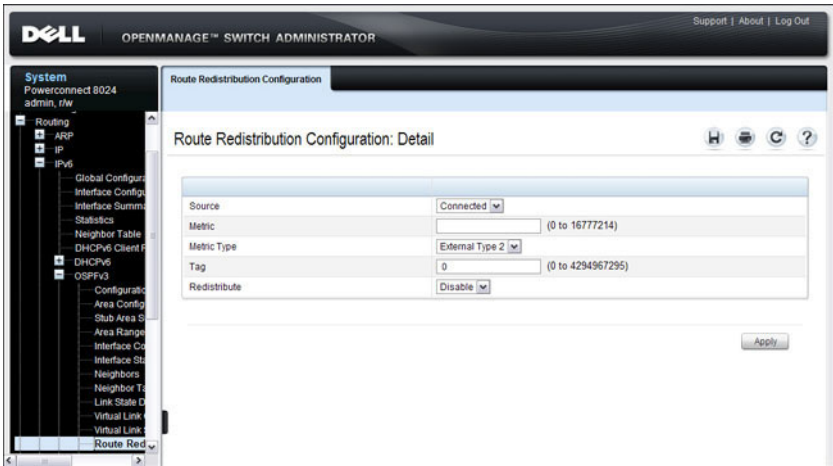 Support | About | Log Out
DELL OPENMANAGE™ SWITCH ADMINISTRATOR
System
Powerconnect 8024
admin, r/w
Routing
ARP
IP
IPv6
Global Configura
Interface Configu
Interface Summa
Statistics
Neighbor Table
DHCPv6 Client P
DHCPv6
OSPFv3
Configuratio
Area Config
Stub Area S
Area Range
Interface Co
Interface Sta
Neighbors
Neighbor Ta
Link State D
Virtual Link
Virtual Link
Route Red
Route Redistribution Configuration
Route Redistribution Configuration: Detail
Source Connected
Metric (0 to 16777214)
Metric Type External Type 2
Tag 0 (0 to 4294967295)
Redistribute Disable
Apply